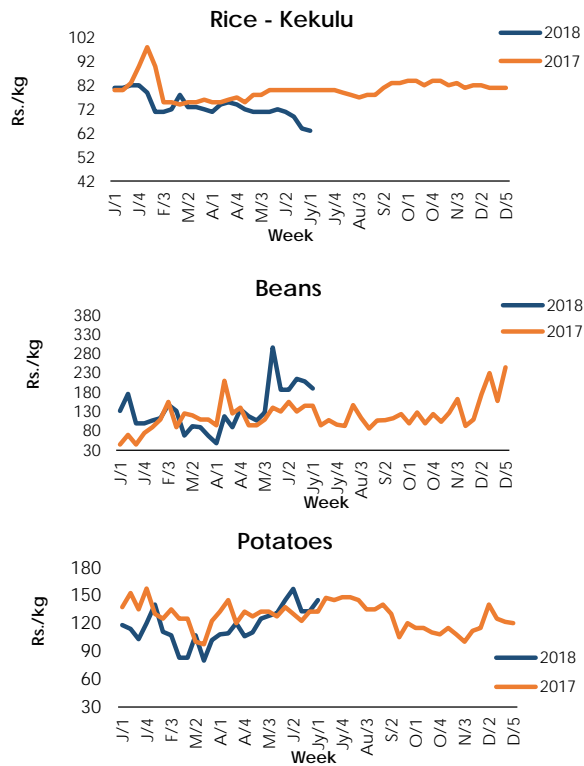 Rice - Kekulu
2018
2017
Rs./kg
102
92
82
72
62
52
42
J/1
J/4
F/3
M/2
A/1
A/4
M/3
J/2
Jy/1
Jy/4
Au/3
S/2
O/1
O/4
N/3
D/2
D/5
Week
Beans
2018
2017
Rs./kg
380
330
280
230
180
130
80
30
J/1
J/4
F/3
M/2
A/1
A/4
M/3
J/2
Jy/1
Jy/4
Au/3
S/2
O/1
O/4
N/3
D/2
D/5
Week
Potatoes
Rs./kg
180
150
120
90
60
30
2018
2017
J/1
J/4
F/3
M/2
A/1
A/4
M/3
J/2
Jy/1
Jy/4
Au/3
S/2
O/1
O/4
N/3
D/2
D/5
Week